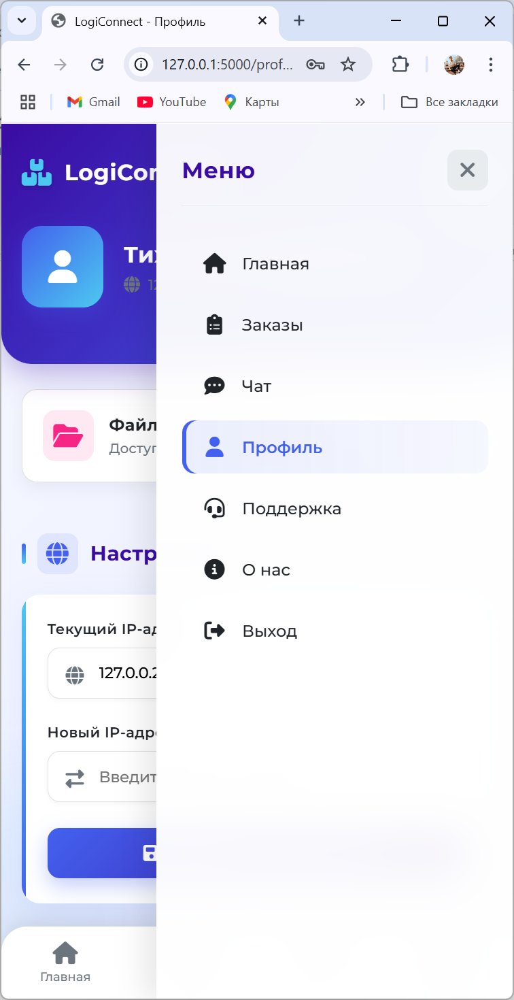 LogiConnect - Профиль
127.0.0.1:5000/prof...
Gmail
YouTube
Карты
Все закладки
LogiCon
Меню
Тих
12
Главная
Заказы
Чат
Файл
Доступ
Профиль
Поддержка
Настр
О нас
Текущий IP-ад
Выход
127.0.0.2
Новый IP-адре
Введит
Главная